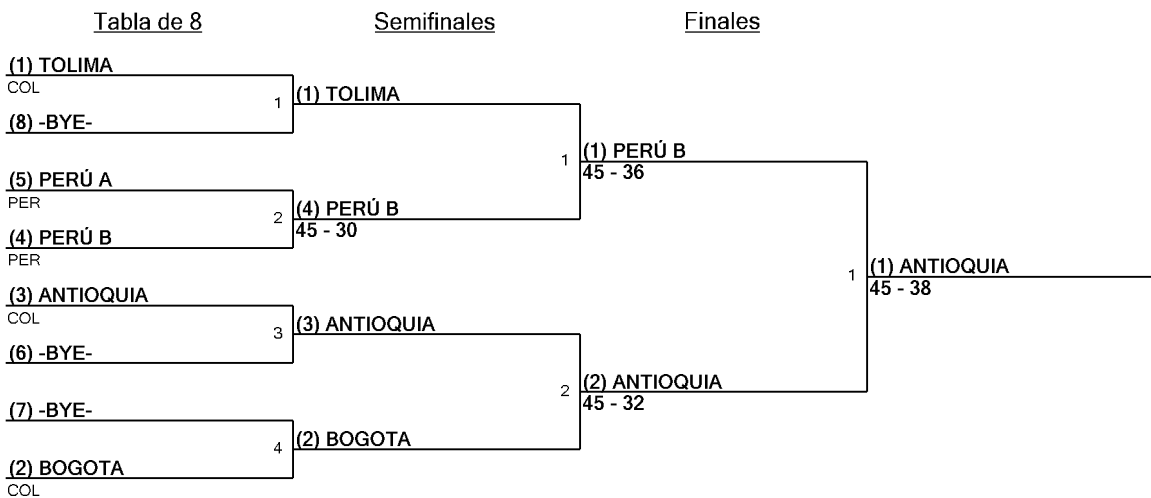 Tabla de 8
Semifinales
Finales
(1) TOLIMA
COL
(8) -BYE-
1
(5) PERÚ A
PER
(4) PERÚ B
PER
2
(3) ANTIOQUIA
COL
(6) -BYE-
3
(7) -BYE-
(2) BOGOTA
COL
4
(1) TOLIMA
(4) PERÚ B
45 - 30
1
(3) ANTIOQUIA
(2) BOGOTA
2
(1) PERÚ B
45 - 36
(2) ANTIOQUIA
45 - 32
1
(1) ANTIOQUIA
45 - 38